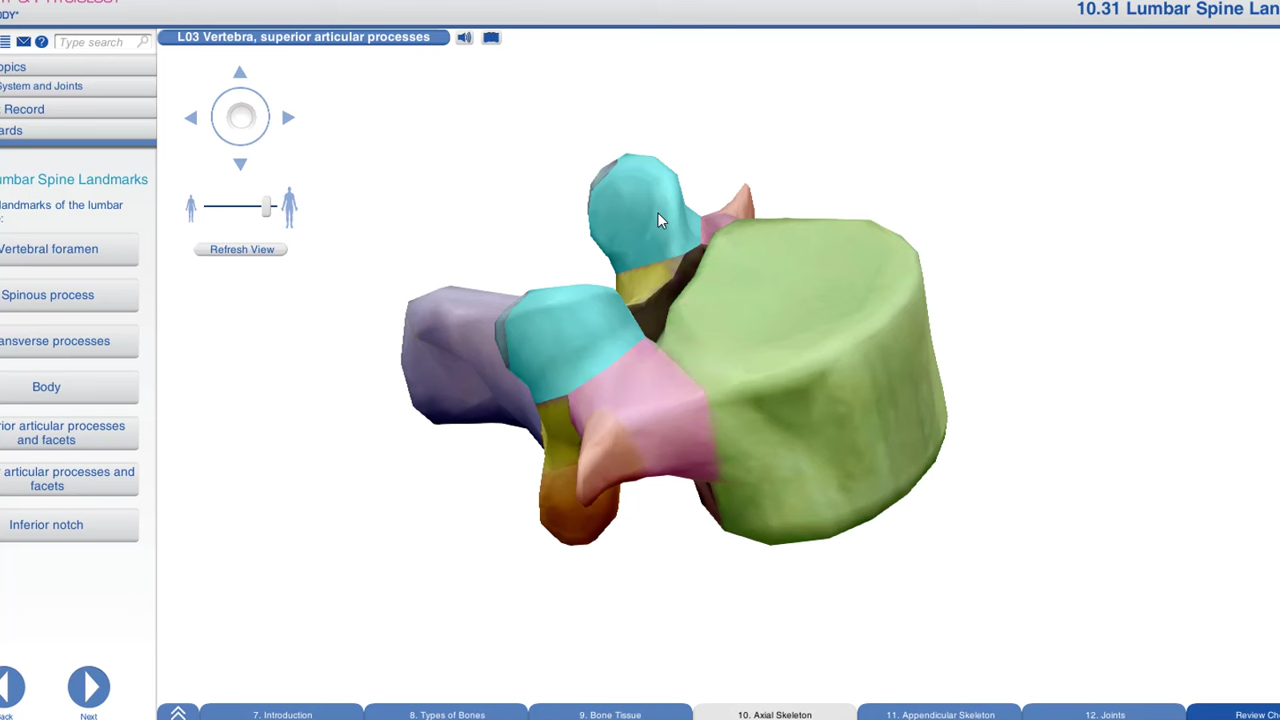 10.31 Lumbar Spine Lan
ODY*
Type search
L03 Vertebra, superior articular processes
opics
System and Joints
Record
ards
umbar Spine Landmarks
landmarks of the lumbar
e:
Vertebral foramen
Spinous process
ansverse processes
Body
rior articular processes
and facets
r articular processes and
facets
Inferior notch
Refresh View
ack
Next
7. Introduction
8. Types of Bones
9. Bone Tissue
10. Axial Skeleton
11. Appendicular Skeleton
12. Joints
Review Ch